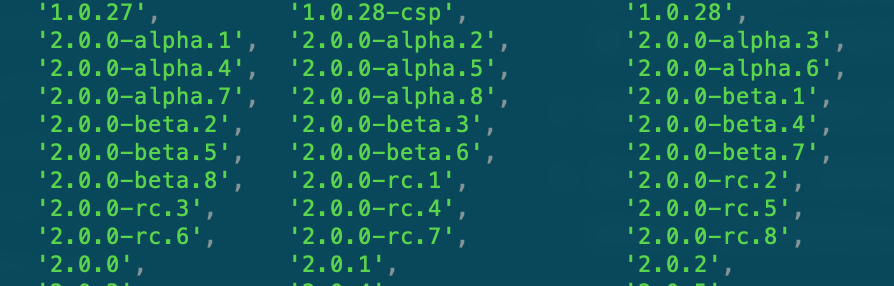 '1.0.27', '1.0.28-csp', '1.0.28',
'2.0.0-alpha.1', '2.0.0-alpha.2', '2.0.0-alpha.3',
'2.0.0-alpha.4', '2.0.0-alpha.5', '2.0.0-alpha.6',
'2.0.0-alpha.7', '2.0.0-alpha.8', '2.0.0-beta.1',
'2.0.0-beta.2', '2.0.0-beta.3', '2.0.0-beta.4',
'2.0.0-beta.5', '2.0.0-beta.6', '2.0.0-beta.7',
'2.0.0-beta.8', '2.0.0-rc.1', '2.0.0-rc.2',
'2.0.0-rc.3', '2.0.0-rc.4', '2.0.0-rc.5',
'2.0.0-rc.6', '2.0.0-rc.7', '2.0.0-rc.8',
'2.0.0', '2.0.1', '2.0.2',